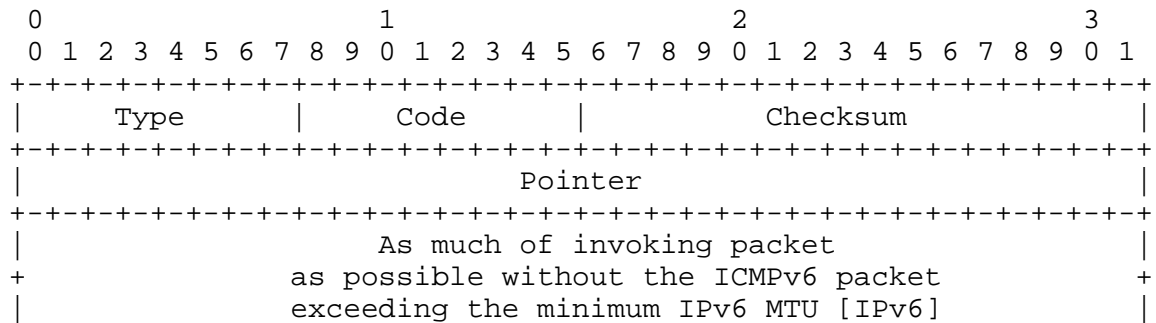 0                   1                   2                   3
 0 1 2 3 4 5 6 7 8 9 0 1 2 3 4 5 6 7 8 9 0 1 2 3 4 5 6 7 8 9 0 1
+-+-+-+-+-+-+-+-+-+-+-+-+-+-+-+-+-+-+-+-+-+-+-+-+-+-+-+-+-+-+-+-+
|     Type      |     Code      |          Checksum             |
+-+-+-+-+-+-+-+-+-+-+-+-+-+-+-+-+-+-+-+-+-+-+-+-+-+-+-+-+-+-+-+-+
|                            Pointer                            |
+-+-+-+-+-+-+-+-+-+-+-+-+-+-+-+-+-+-+-+-+-+-+-+-+-+-+-+-+-+-+-+-+
|                    As much of invoking packet                 |
+               as possible without the ICMPv6 packet           +
|               exceeding the minimum IPv6 MTU [IPv6]           |